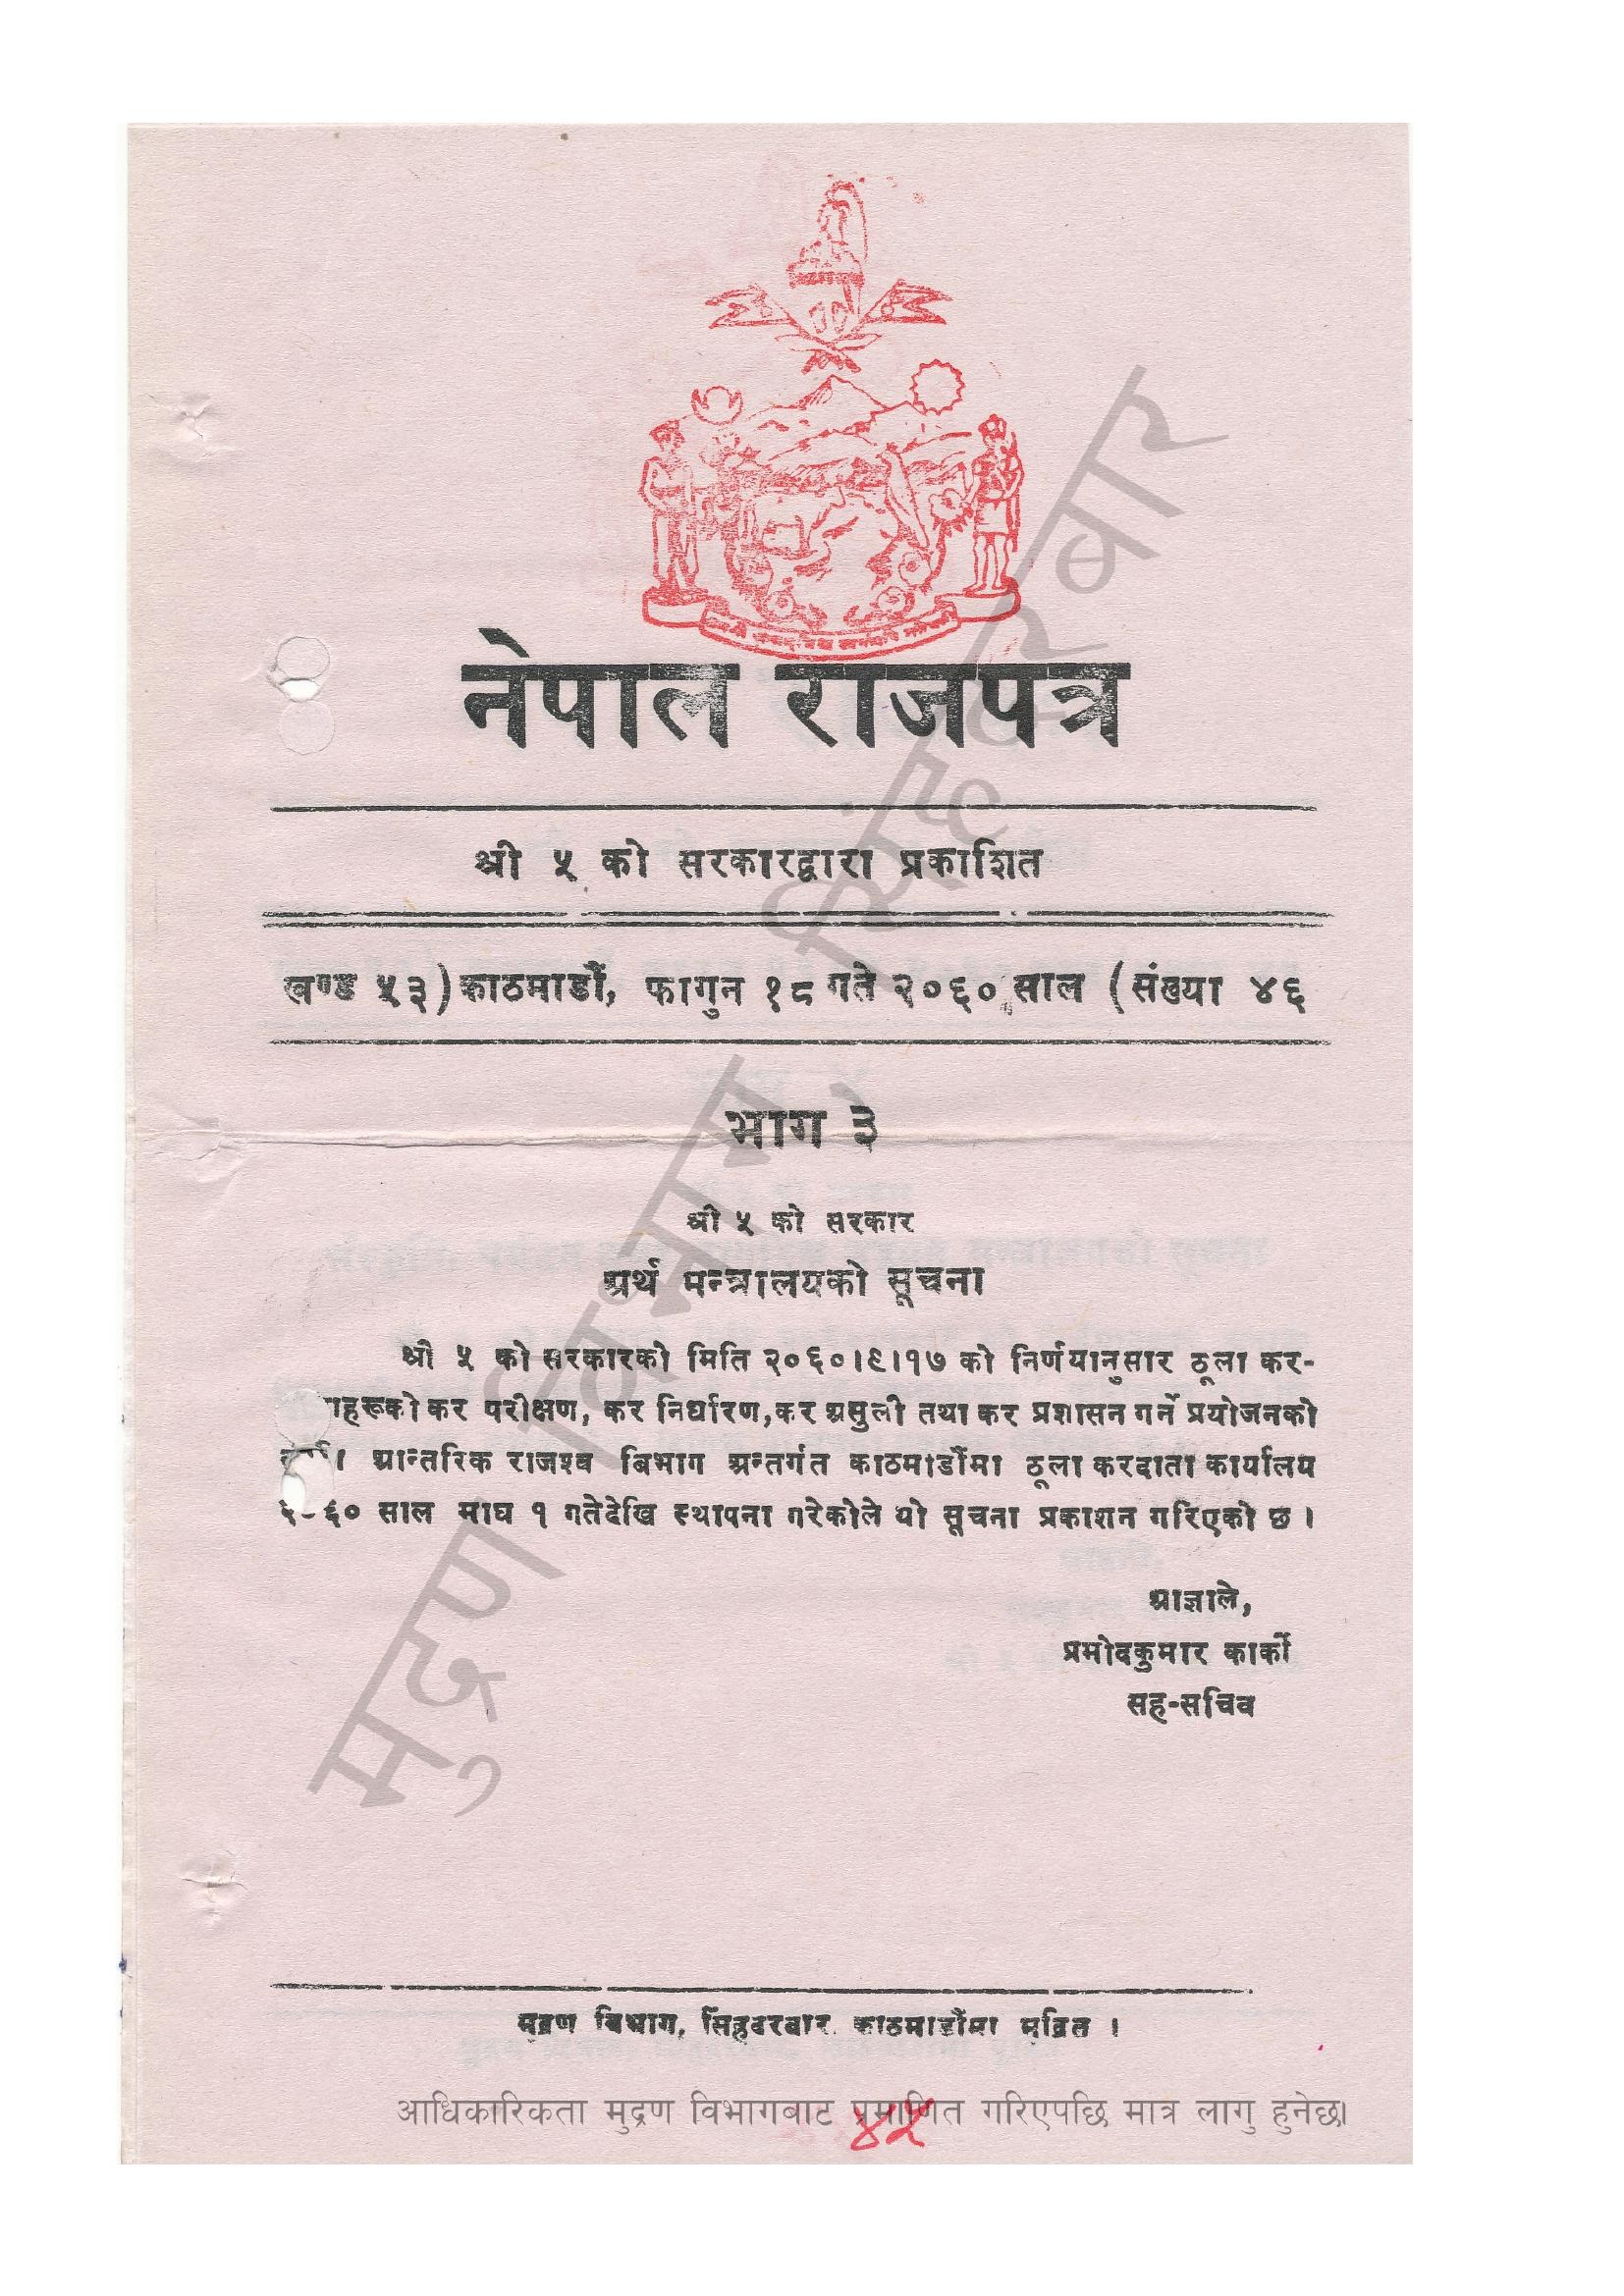 नेपाल राजपत्र
श्री ५ को सरकारद्वारा प्रकाशित
खण्ड ५३) काठमाडौं, फागुन १८ गते २०६० साल (संख्या ४६
भाग ३
श्री ५ को सरकार
अर्थ मन्त्रालयको सूचना
श्री ५ को सरकारको मिति २०६०।९।१७ को निर्णयानुसार ठूला कर-
ाहरूको कर परीक्षण, कर निर्धारण, कर असुली तथा कर प्रशासन गर्ने प्रयोजनको
आन्तरिक राजश्व विभाग अन्तर्गत काठमाडौंमा ठूला करदाता कार्यालय
६० साल माघ १ गतेदेखि स्थापना गरेकोले यो सूचना प्रकाशन गरिएको छ ।
आज्ञाले,
प्रमोदकुमार कार्की
सह-सचिव
मुद्रण विभाग, सिंहदरबार
मुद्रण विभाग, सिंहदरबार, काठमाडौंमा मुद्रित ।
आधिकारिकता मुद्रण विभागबाट प्रमाणित गरिएपछि मात्र लागु हुनेछ।
४५